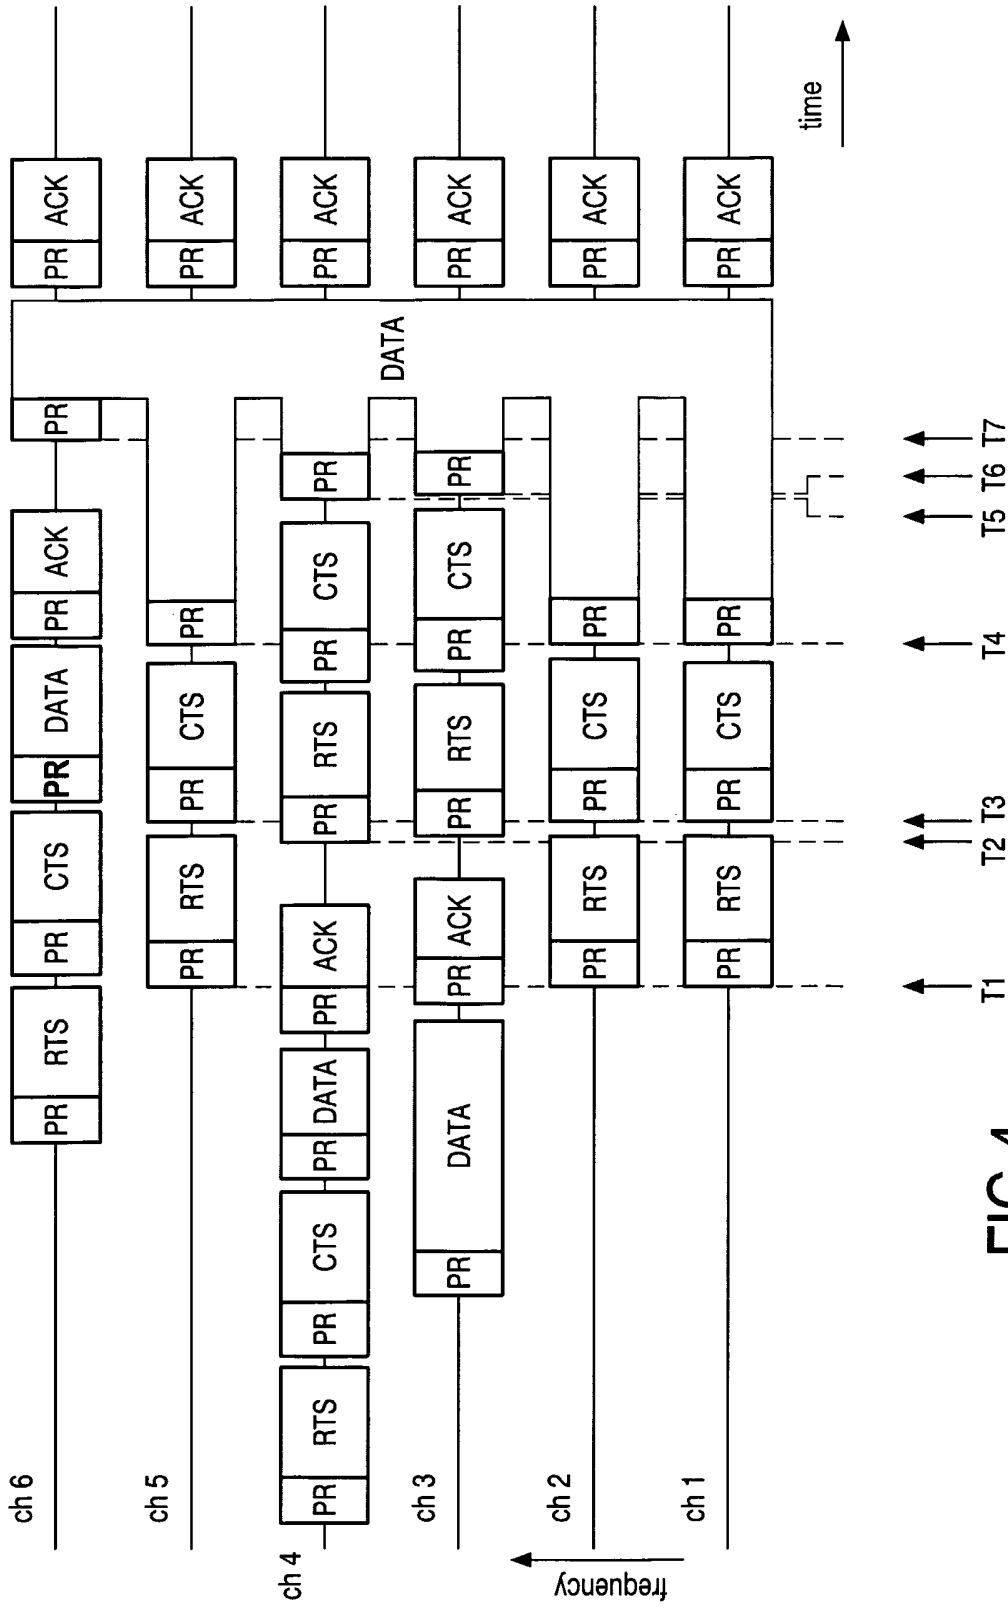 ch 6 PR RTS PR CTS PR DATA PR ACK PR PR ACK
ch 5 PR RTS PR CTS PR PR ACK
ch 4 PR RTS PR CTS PR DATA PR ACK PR RTS PR CTS PR PR ACK
DATA
ch 3 PR DATA PR ACK PR RTS PR CTS PR PR ACK
ch 2 PR RTS PR CTS PR PR ACK
ch 1 PR RTS PR CTS PR PR ACK
frequency
time
T1 T2 T3 T4 T5 T6 T7
FIG. 4